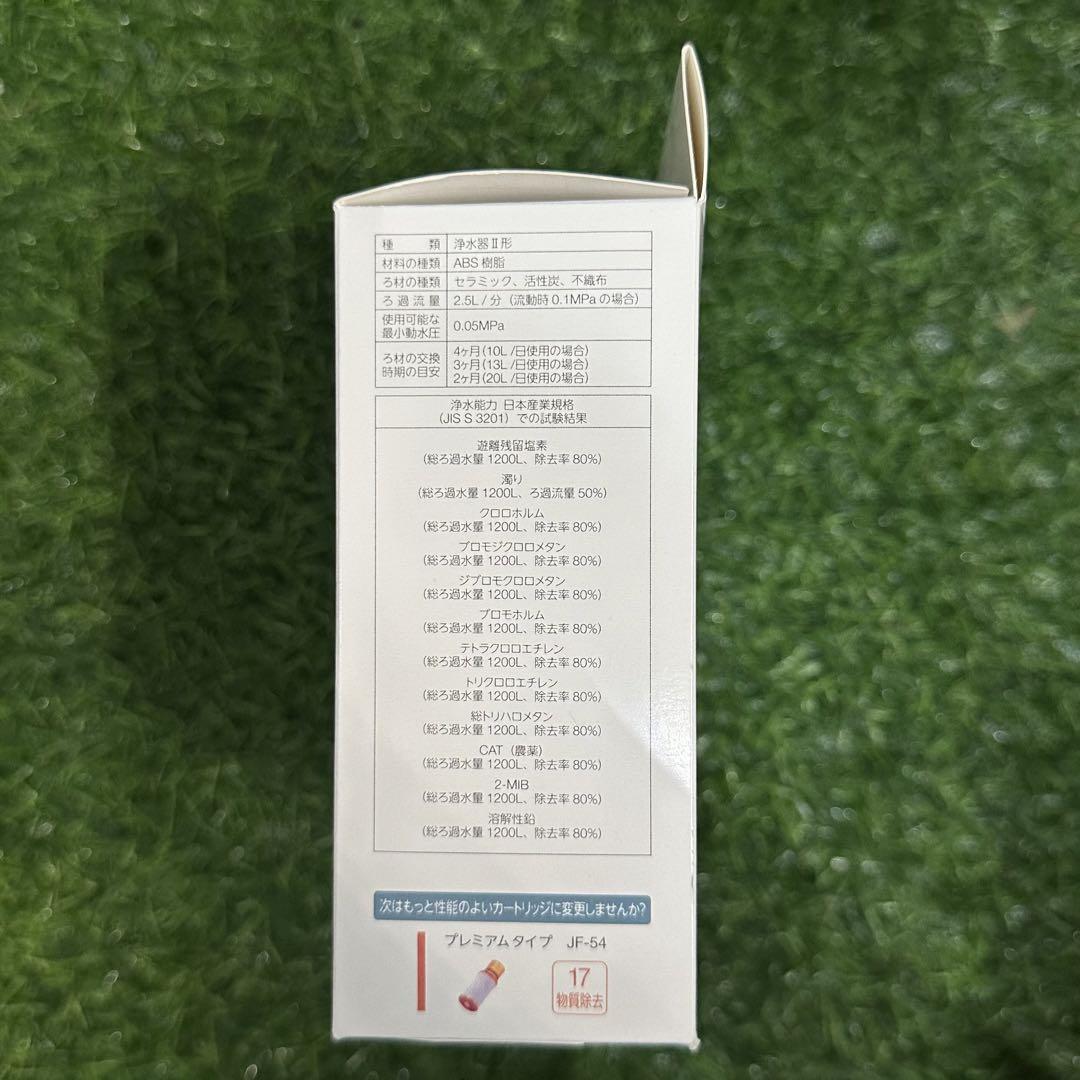 種類 浄水器Ⅱ形
材料の種類 ABS 樹脂
ろ材の種類 セラミック、活性炭、不織布
ろ過流量 2.5L / 分（流動時 0.1MPa の場合）
使用可能な
最小動水圧 0.05MPa
ろ材の交換
時期の目安
4ヶ月(10L /日使用の場合)
3ヶ月(13L /日使用の場合)
2ヶ月(20L /日使用の場合)
浄水能力 日本産業規格
（JIS S 3201）での試験結果
遊離残留塩素
（総ろ過水量 1200L、除去率 80%）
濁り
（総ろ過水量 1200L、ろ過流量 50%）
クロロホルム
（総ろ過水量 1200L、除去率 80%）
ブロモジクロロメタン
（総ろ過水量 1200L、除去率 80%）
ジブロモクロロメタン
（総ろ過水量 1200L、除去率 80%）
ブロモホルム
（総ろ過水量 1200L、除去率 80%）
テトラクロロエチレン
（総ろ過水量 1200L、除去率 80%）
トリクロロエチレン
（総ろ過水量 1200L、除去率 80%）
総トリハロメタン
（総ろ過水量 1200L、除去率 80%）
CAT（農薬）
（総ろ過水量 1200L、除去率 80%）
2-MIB
（総ろ過水量 1200L、除去率 80%）
溶解性鉛
（総ろ過水量 1200L、除去率 80%）
次はもっと性能のよいカートリッジに変更しませんか?
プレミアムタイプ JF-54
17
物質除去